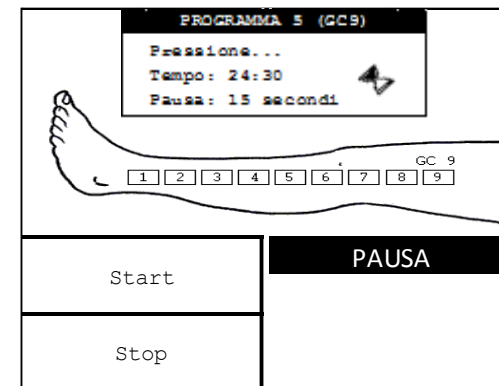 PROGRAMMA 5 (GC9)
Pressione...
Tempo: 24:30
Pausa: 15 secondi
GC 9
1 2 3 4 5 6 7 8 9
PAUSA
Start
Stop